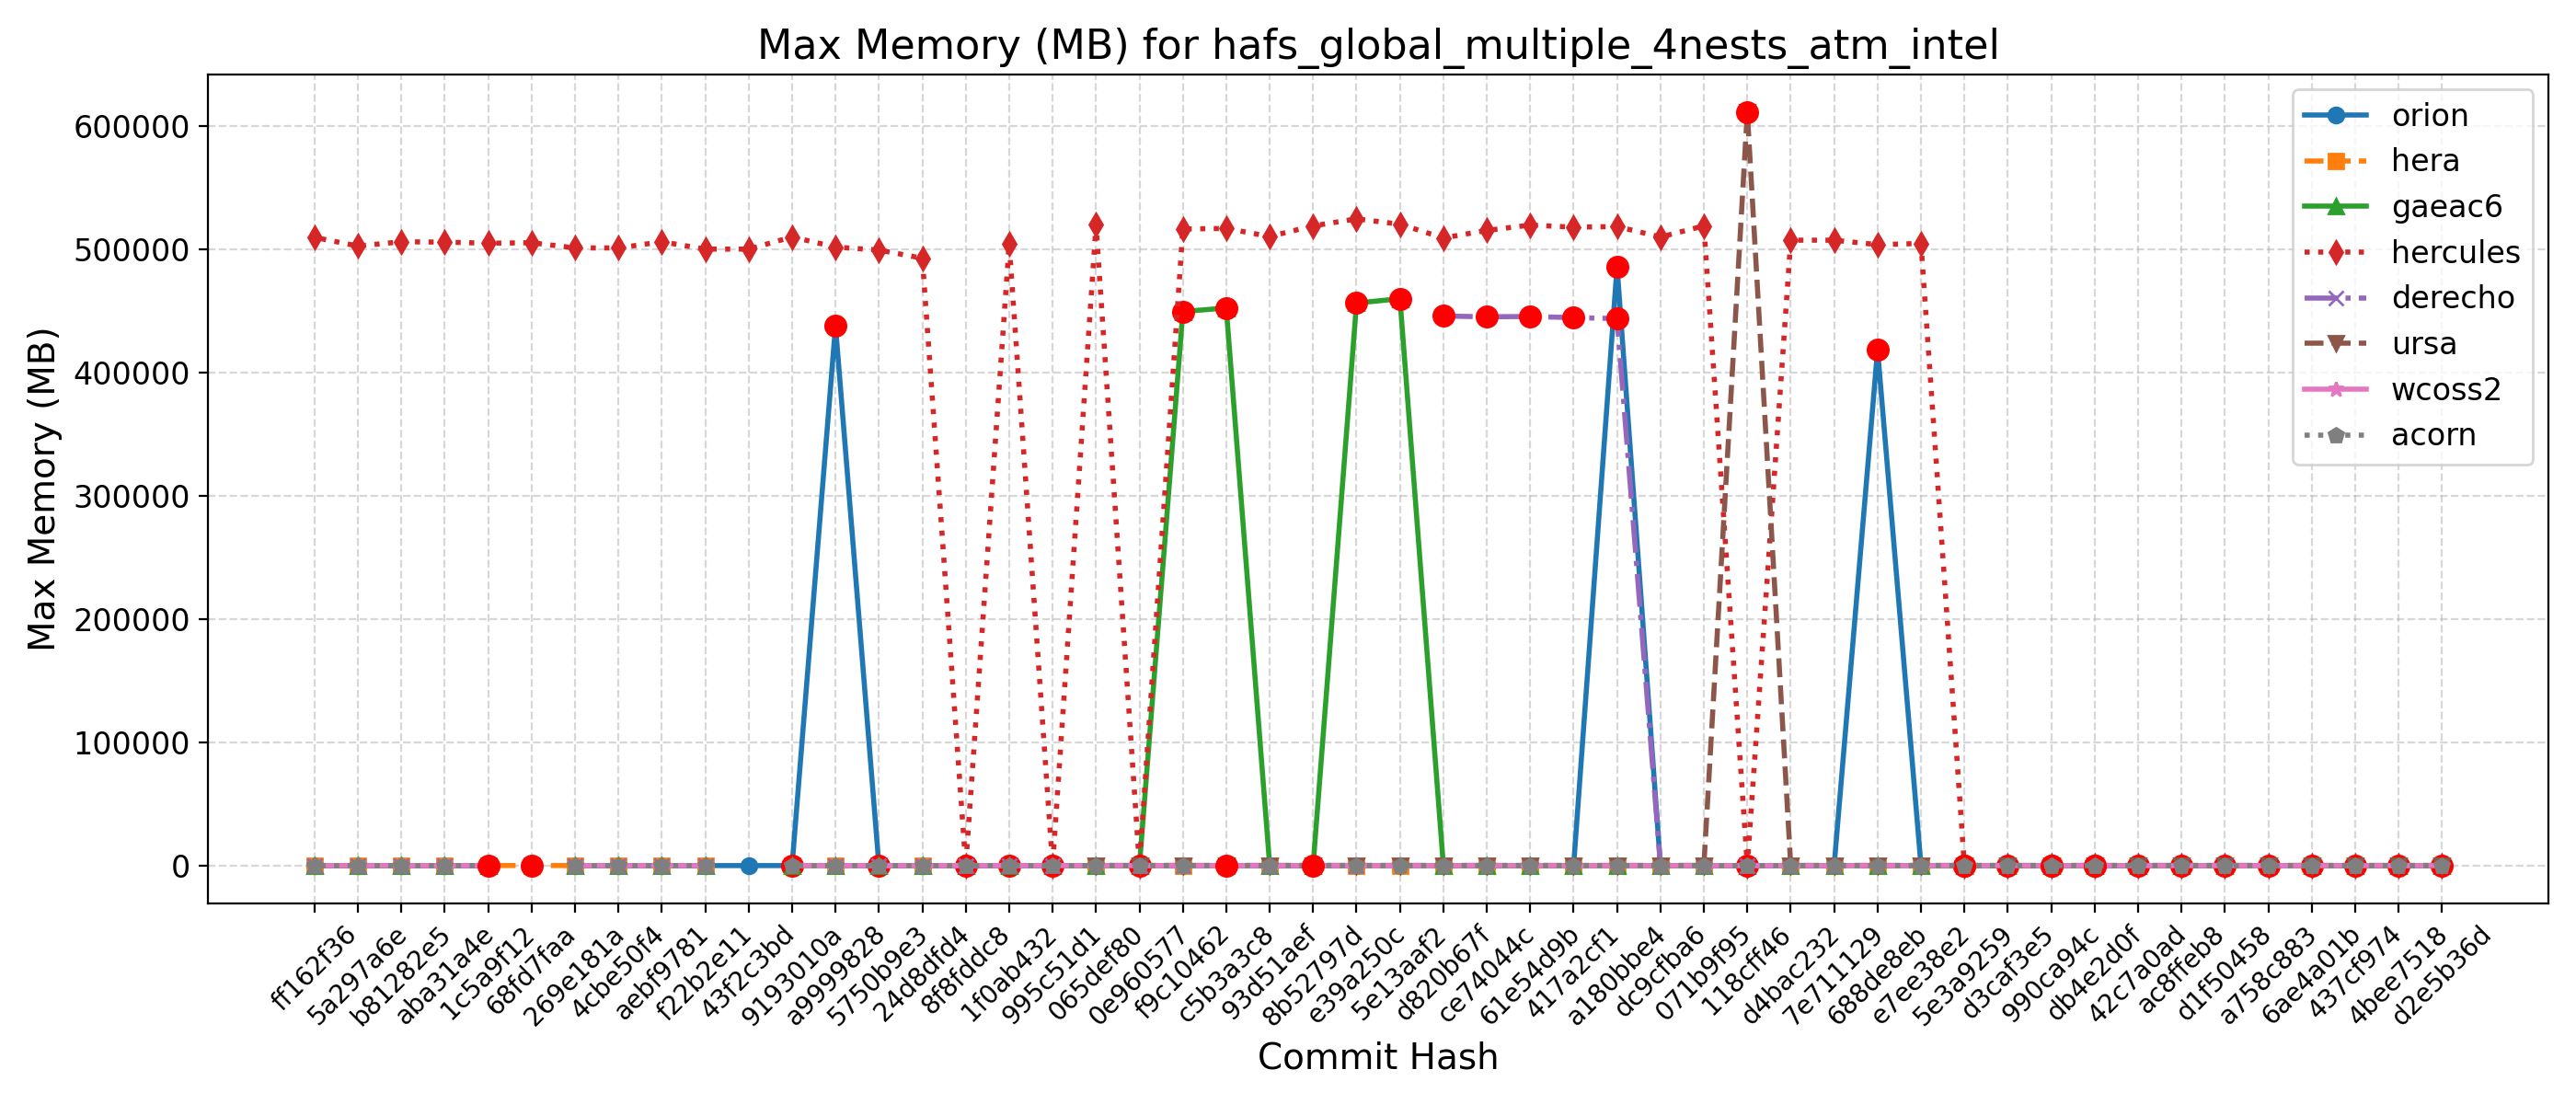 Max Memory (MB) for hafs_global_multiple_4nests_atm_intel
Max Memory (MB)
600000
500000
400000
300000
200000
100000
0
orion
hera
gaeac6
hercules
derecho
ursa
wcoss2
acorn
ff162f36
5a297a6e
b81282e5
aba31a4e
1c5a9f12
68fd7faa
269e181a
4cbe50f4
aebf9781
f22b2e11
43f2c3bd
9193010a
a9999828
5750b9e3
24d8dfd4
8f8fddc8
1f0ab432
995c51d1
065def80
0e960577
f9c10462
c5b3a3c8
93d51aef
8b52797d
e39a250c
5e13aaf2
d820b67f
ce74044c
61e54d9b
417a2cf1
a180bbe4
dc9cfba6
071b9f95
118cff46
d4bac232
7e711129
688de8eb
e7ee38e2
5e3a9259
d3caf3e5
990ca94c
db4e2d0f
42c7a0ad
ac8ffeb8
d1f50458
a758c883
6ae4a01b
437cf974
4bee7518
d2e5b36d
Commit Hash